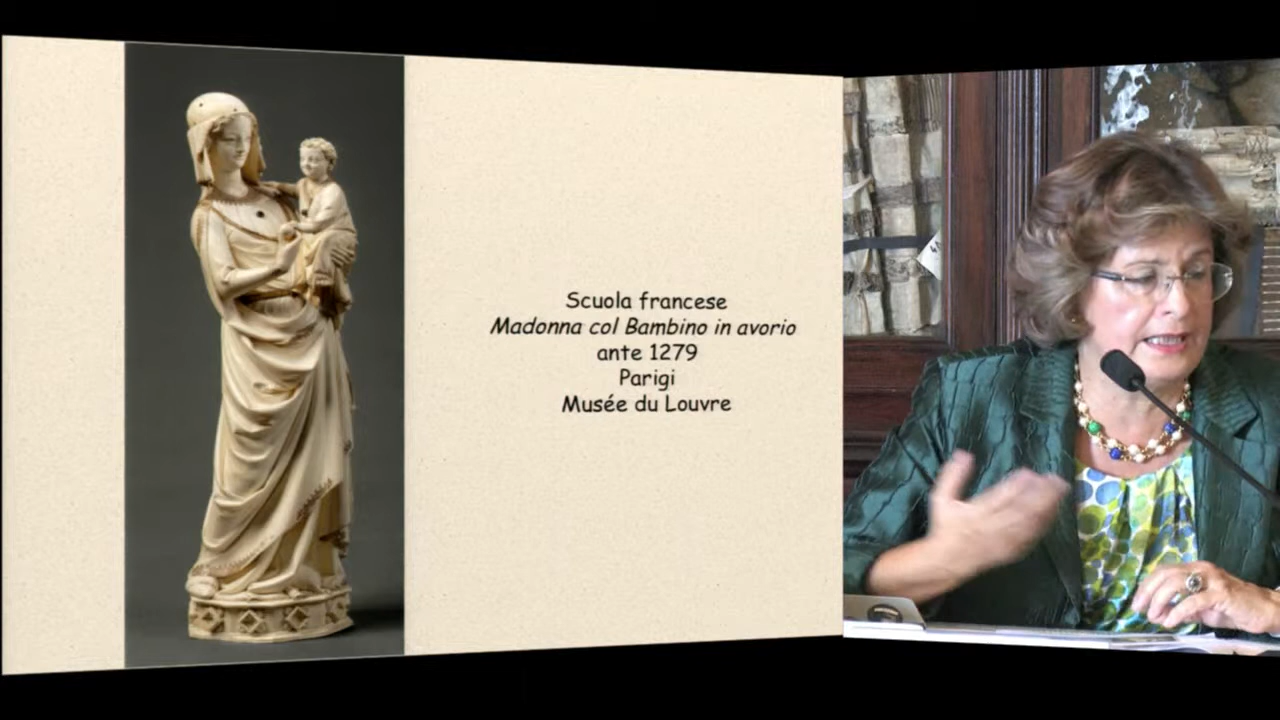 Scuola francese
Madonna col Bambino in avorio
ante 1279
Parigi
Musée du Louvre